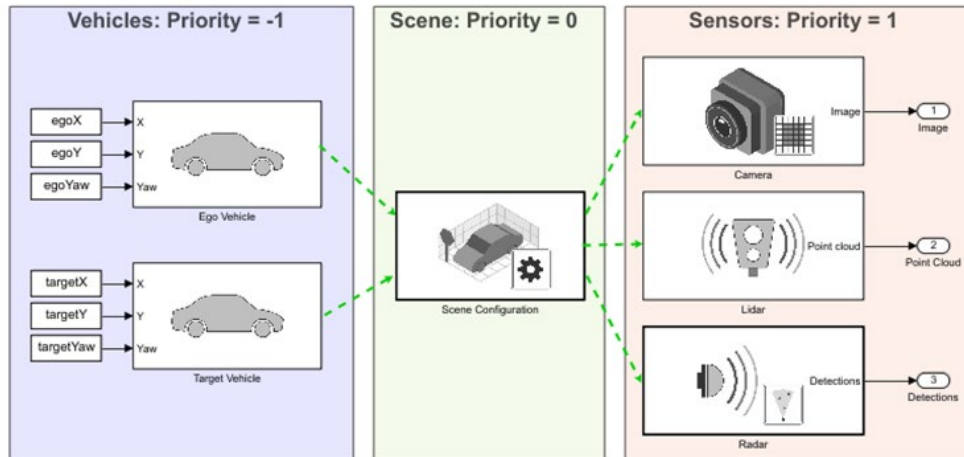 Vehicles: Priority = -1
egoX
X
egoY
Y
egoYaw
Yaw
Ego Vehicle
targetX
X
targetY
Y
targetYaw
Yaw
Target Vehicle
Scene: Priority = 0
Scene Configuration
Sensors: Priority = 1
Image
1
Image
Camera
Point cloud
2
Point Cloud
Lidar
Detections
3
Detections
Radar